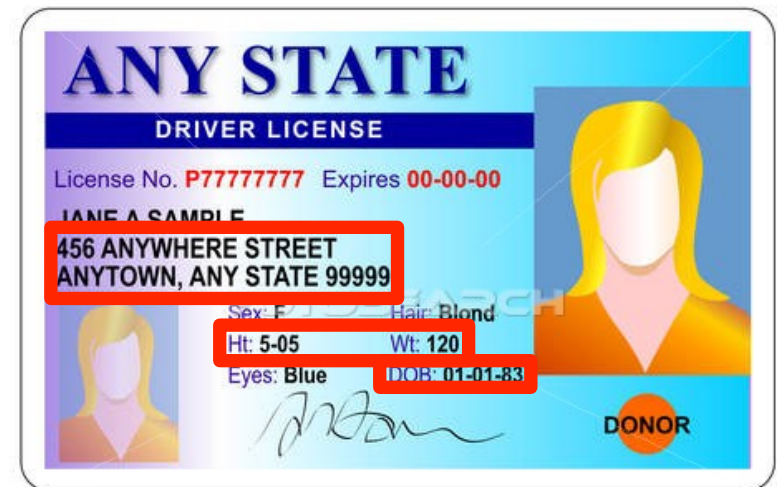 ANY STATE
DRIVER LICENSE
License No. P77777777 Expires 00-00-00
JANE A SAMPLE
456 ANYWHERE STREET
ANYTOWN, ANY STATE 99999
Sex: F Hair: Blond
Ht: 5-05 Wt: 120
Eyes: Blue DOB: 01-01-83
DONOR